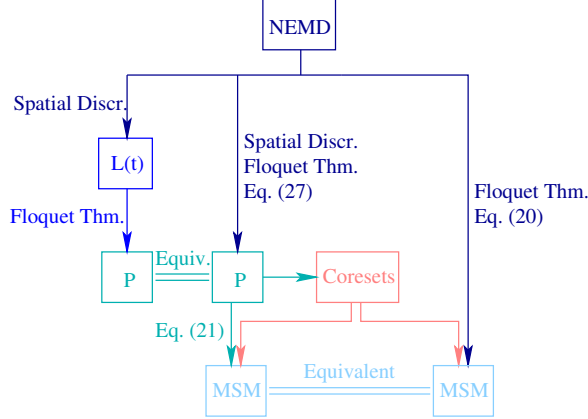 NEMD
Spatial Discr.
L(t)
Spatial Discr.
Floquet Thm.
Eq. (27)
Floquet Thm.
Eq. (20)
Floquet Thm.
P
Equiv.
P
Coresets
Eq. (21)
MSM
Equivalent
MSM